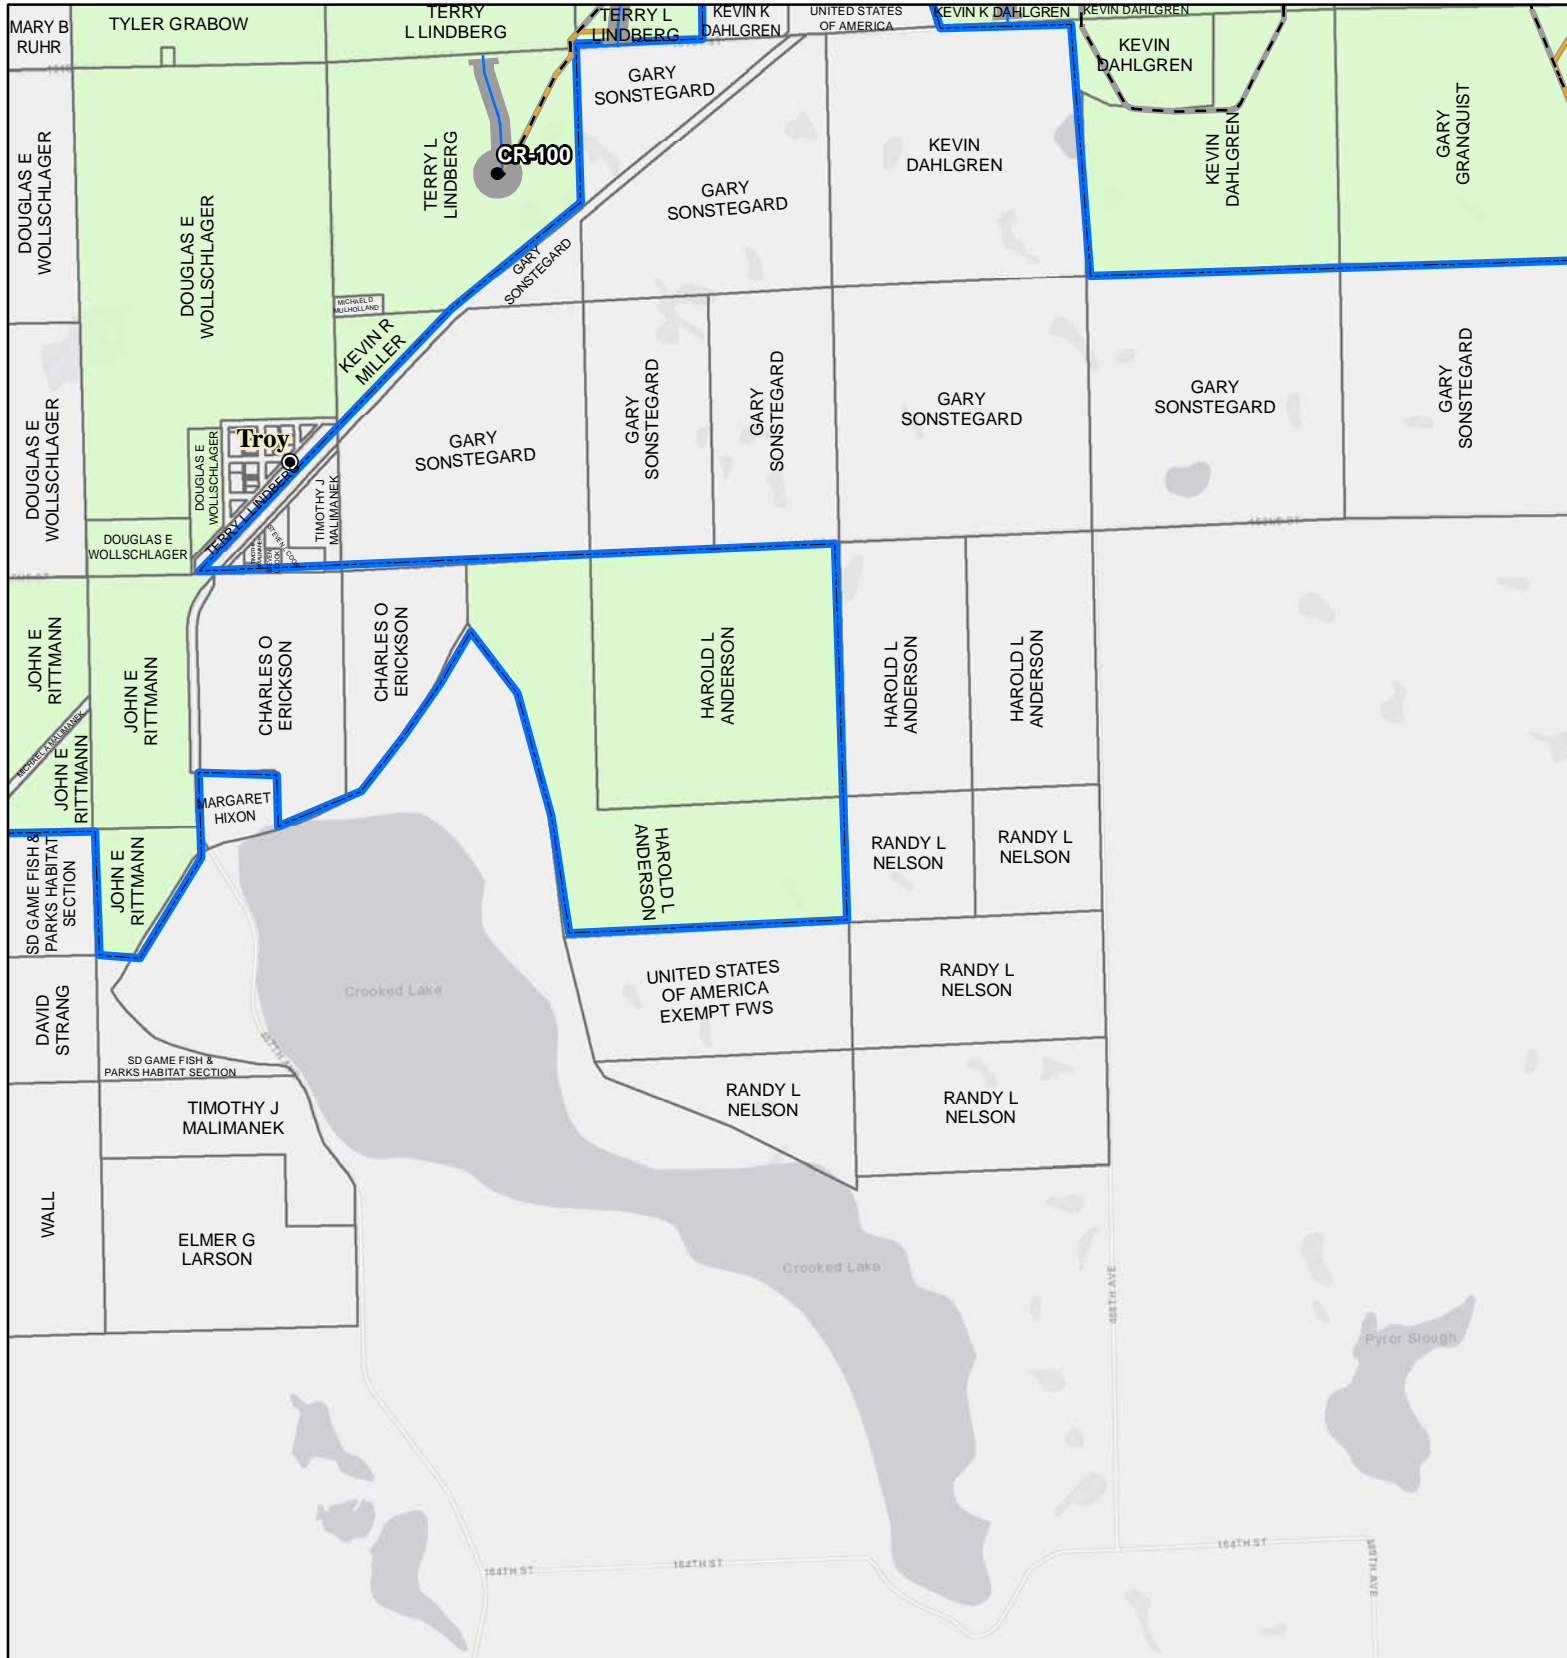 MARY B
RUHR
TYLER GRABOW
TERRY
L LINDBERG
TERRY L
LINDBERG
KEVIN K
DAHLGREN
UNITED STATES
OF AMERICA
KEVIN K DAHLGREN
KEVIN DAHLGREN
KEVIN
DAHLGREN
GARY
SONSTEGARD
DOUGLAS E
WOLLSCHLAGER
DOUGLAS E
WOLLSCHLAGER
TERRY L
LINDBERG
CR-100
GARY
SONSTEGARD
KEVIN
DAHLGREN
KEVIN
DAHLGREN
GARY
GRANQUIST
GARY
SONSTEGARD
MICHAEL D
MULHOLLAND
KEVIN R
MILLER
DOUGLAS E
WOLLSCHLAGER
Troy
DOUGLAS E
WOLLSCHLAGER
TERRY L LINDBERG
TIMOTHY J
MALIMANEK
STEVEN L COOK
GARY
SONSTEGARD
GARY
SONSTEGARD
GARY
SONSTEGARD
GARY
SONSTEGARD
GARY
SONSTEGARD
GARY
SONSTEGARD
DOUGLAS E
WOLLSCHLAGER
JOHN E
RITTMANN
JOHN E
RITTMANN
CHARLES O
ERICKSON
CHARLES O
ERICKSON
HAROLD L
ANDERSON
HAROLD L
ANDERSON
HAROLD L
ANDERSON
MICHAEL A MALIMANEK
JOHN E
RITTMANN
MARGARET
HIXON
SD GAME FISH &
PARKS HABITAT
SECTION
JOHN E
RITTMANN
HAROLD L
ANDERSON
RANDY L
NELSON
RANDY L
NELSON
DAVID
STRANG
Crooked Lake
UNITED STATES
OF AMERICA
EXEMPT FWS
RANDY L
NELSON
SD GAME FISH &
PARKS HABITAT SECTION
TIMOTHY J
MALIMANEK
RANDY L
NELSON
RANDY L
NELSON
WALL
ELMER G
LARSON
Crooked Lake
468TH AVE
Pyror Slough
164TH ST
164TH ST
164TH ST
469TH AVE